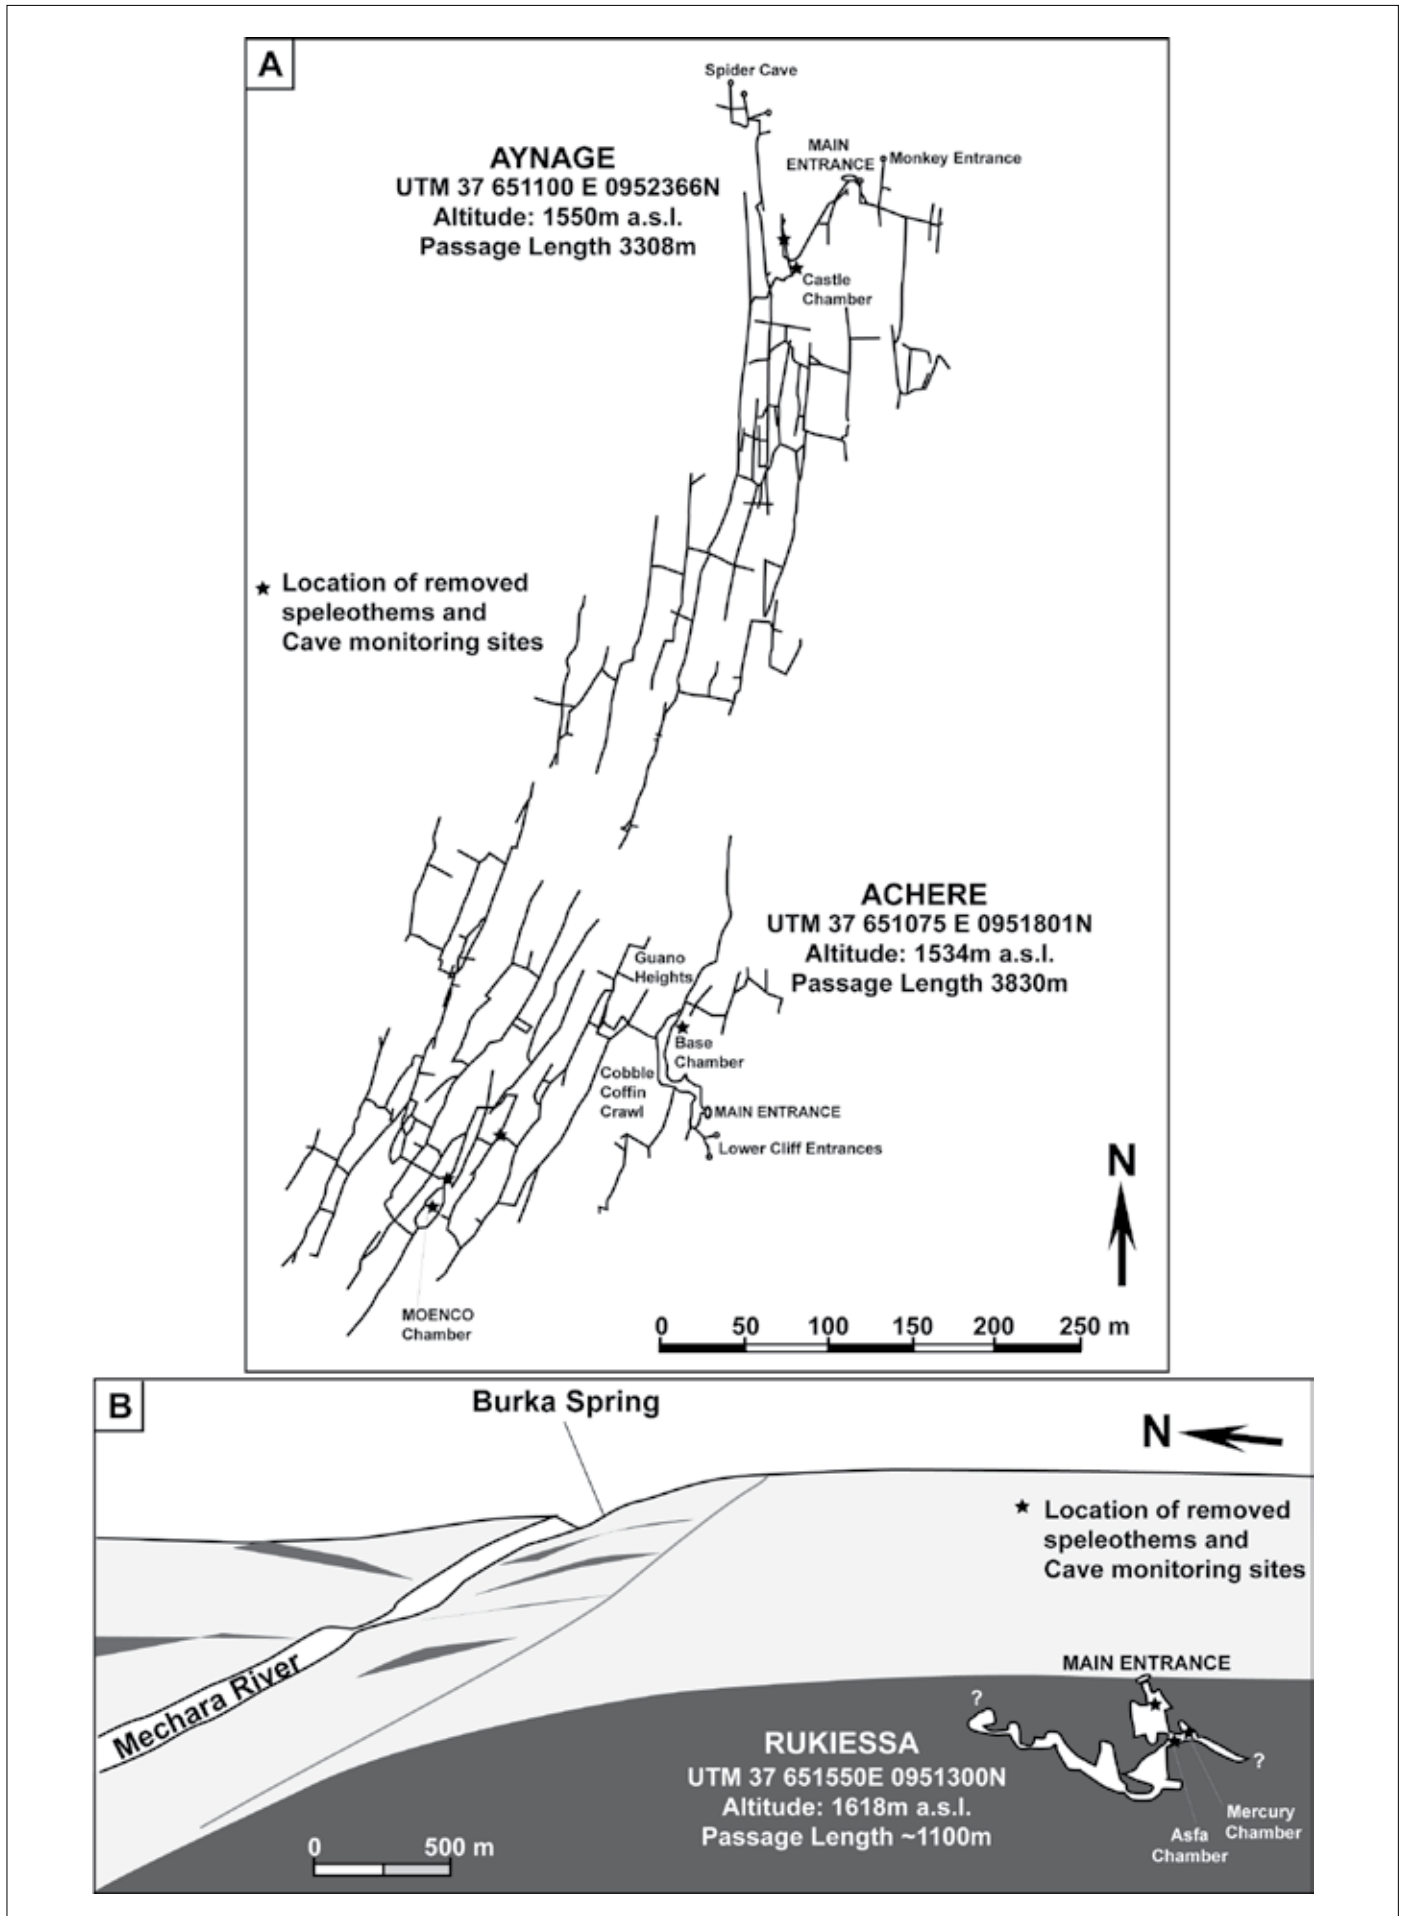 A
Spider Cave
MAIN
ENTRANCE
Monkey Entrance
AYNAGE
UTM 37 651100 E 0952366N
Altitude: 1550m a.s.l.
Passage Length 3308m
Castle
Chamber
Location of removed
speleothems and
Cave monitoring sites
ACHERE
UTM 37 651075 E 0951801N
Altitude: 1534m a.s.l.
Passage Length 3830m
Guano
Heights
Base
Chamber
Cobble
Coffin
Crawl
MAIN ENTRANCE
Lower Cliff Entrances
N
MOENCO
Chamber
0 50 100 150 200 250 m
B
Burka Spring
N
Location of removed
speleothems and
Cave monitoring sites
Mechara River
MAIN ENTRANCE
?
?
RUKIESSA
UTM 37 651550E 0951300N
Altitude: 1618m a.s.l.
Passage Length ~1100m
Mercury
Chamber
Asfa
Chamber
0 500 m